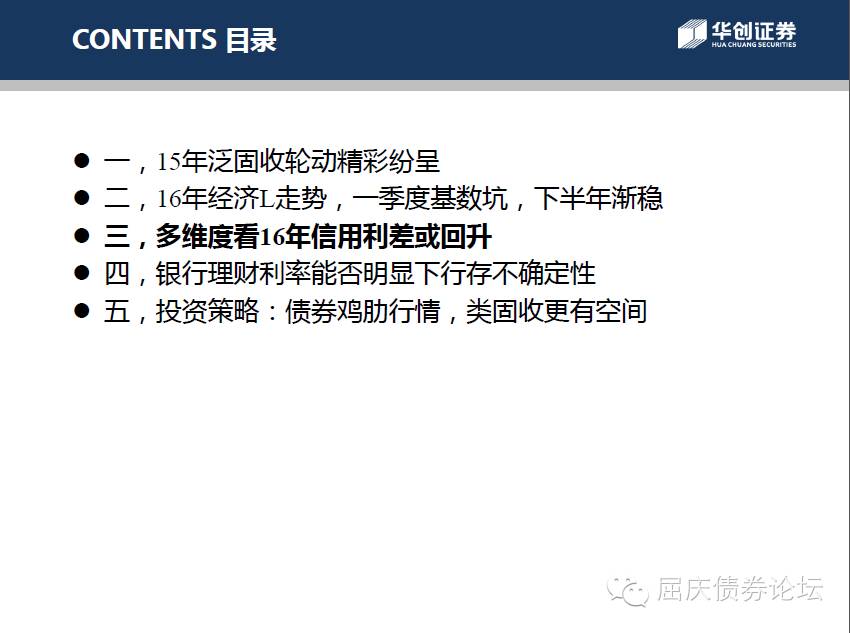 CONTENTS 目录
华创证券
HUA CHUANG SECURITIES
● 一，15年泛固收轮动精彩纷呈
● 二，16年经济L走势，一季度基数坑，下半年渐稳
● 三，多维度看16年信用利差或回升
● 四，银行理财利率能否明显下行存不确定性
● 五，投资策略：债券鸡肋行情，类固收更有空间
屈庆债券论坛